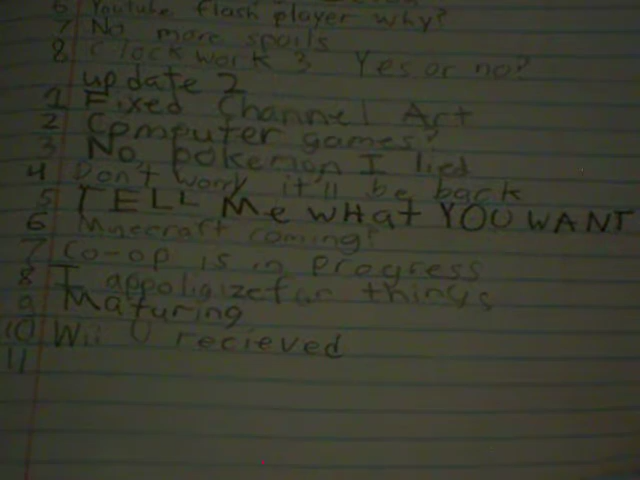 6 Youtube flash player why?
7 No more spoils
8 Clockwork 3 Yes or no?
update 2
1 Fixed Channel Art
2 Computer games?
3 No pokemon I lied
4 Don't worry it'll be back
5 TELL Me wHat YOU WANT
6 Minecraft coming?
7 Co-op is in progress
8 I appoligize for things
9 Maturing
10 Wii U recieved
11